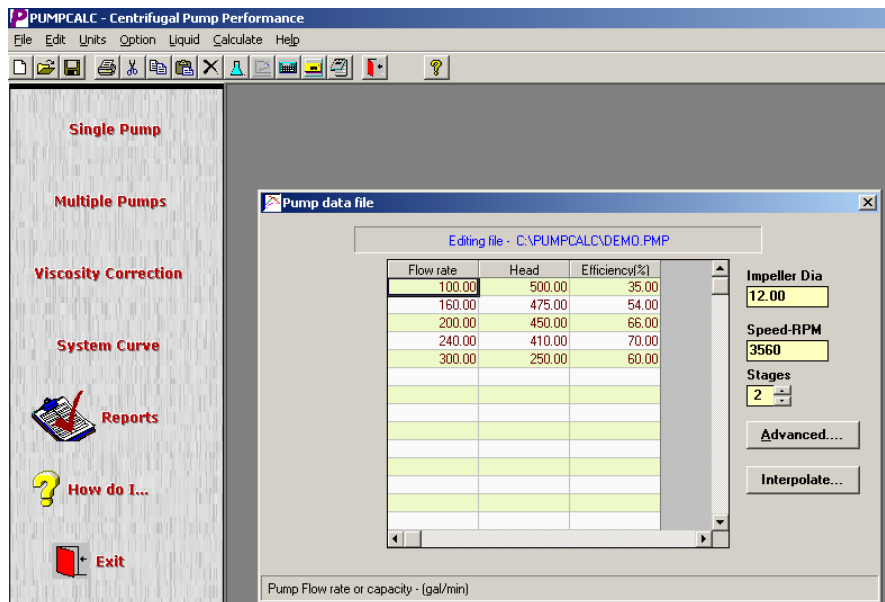 PUMPCALC - Centrifugal Pump Performance
File Edit Units Option Liquid Calculate Help
Single Pump
Multiple Pumps
Viscosity Correction
System Curve
Reports
How do I...
Exit
Pump data file
Editing file - C:\PUMPCALC\DEMO.PMP
Flow rate Head Efficiency(%)
100.00 500.00 35.00
160.00 475.00 54.00
200.00 450.00 66.00
240.00 410.00 70.00
300.00 250.00 60.00
Impeller Dia
12.00
Speed-RPM
3560
Stages
2
Advanced....
Interpolate...
Pump Flow rate or capacity - (gal/min)